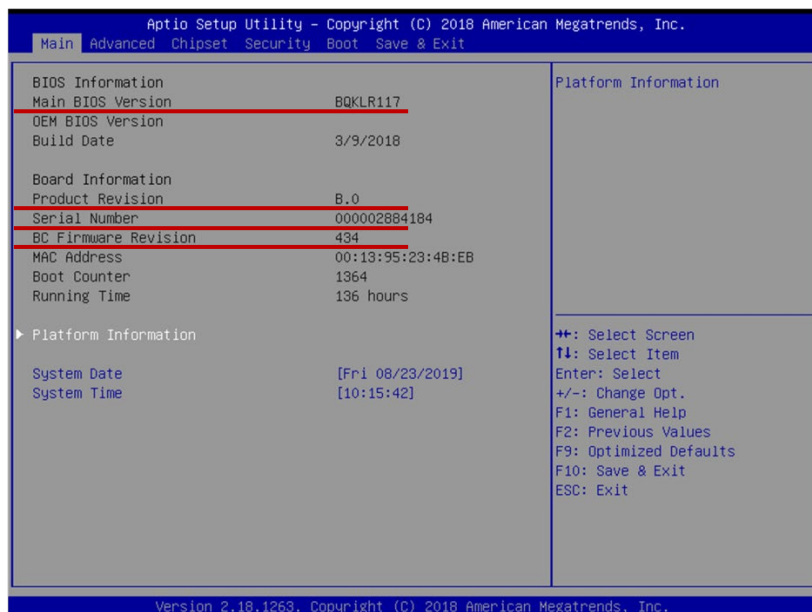 Aptio Setup Utility – Copyright (C) 2018 American Megatrends, Inc.
Main Advanced Chipset Security Boot Save & Exit
BIOS Information
Main BIOS Version BQKLR117
OEM BIOS Version
Build Date 3/9/2018
Board Information
Product Revision B.0
Serial Number 000002884184
BC Firmware Revision 434
MAC Address 00:13:95:23:4B:EB
Boot Counter 1364
Running Time 136 hours
Platform Information
System Date [Fri 08/23/2019]
System Time [10:15:42]
Platform Information
→←: Select Screen
↑↓: Select Item
Enter: Select
+/-: Change Opt.
F1: General Help
F2: Previous Values
F9: Optimized Defaults
F10: Save & Exit
ESC: Exit
Version 2.18.1263. Copyright (C) 2018 American Megatrends, Inc.